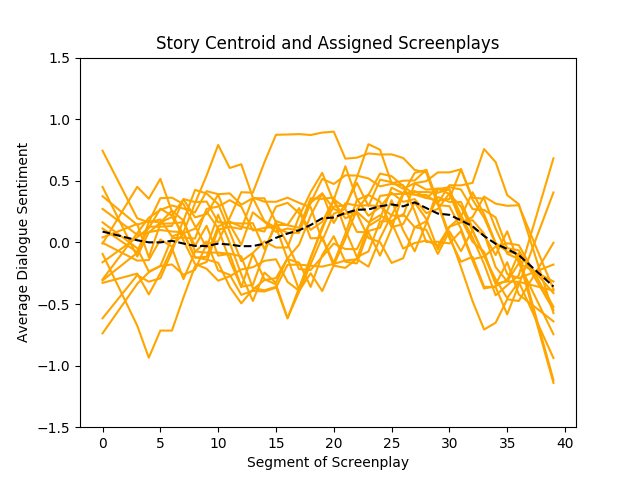 Story Centroid and Assigned Screenplays
Average Dialogue Sentiment
1.5
1.0
0.5
0.0
−0.5
−1.0
−1.5
0 5 10 15 20 25 30 35 40
Segment of Screenplay